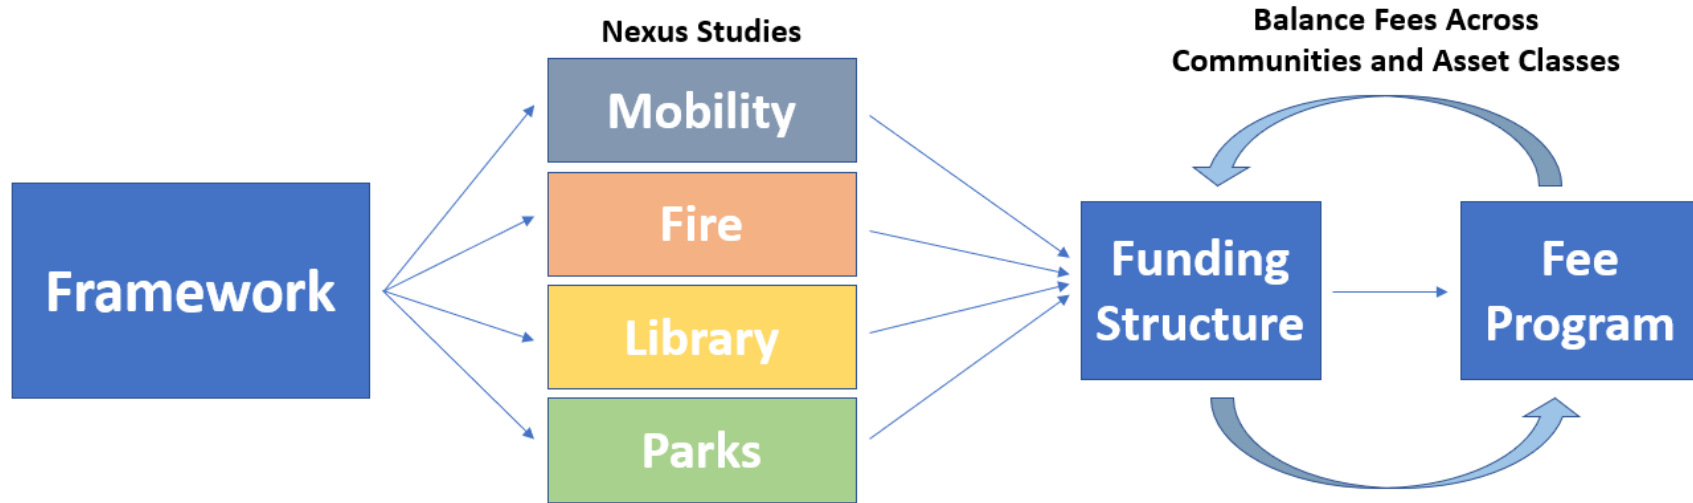 Framework
Nexus Studies
Mobility
Fire
Library
Parks
Balance Fees Across
Communities and Asset Classes
Funding
Structure
Fee
Program